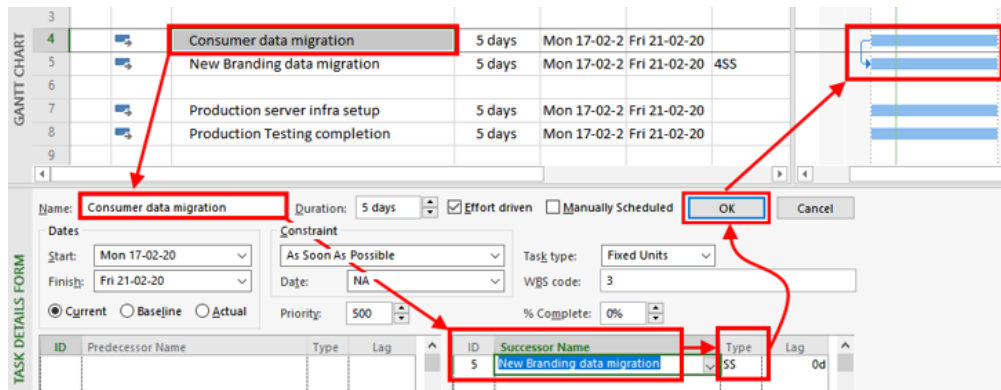 GANTT CHART
3
4 Consumer data migration 5 days Mon 17-02-2 Fri 21-02-20
5 New Branding data migration 5 days Mon 17-02-2 Fri 21-02-20 4SS
6
7 Production server infra setup 5 days Mon 17-02-2 Fri 21-02-20
8 Production Testing completion 5 days Mon 17-02-2 Fri 21-02-20
9
TASK DETAILS FORM
Name: Consumer data migration Duration: 5 days Effort driven Manually Scheduled OK Cancel
Dates Constraint
Start: Mon 17-02-20 As Soon As Possible Task type: Fixed Units
Finish: Fri 21-02-20 Date: NA WBS code: 3
Current Baseline Actual Priority: 500 % Complete: 0%
ID Predecessor Name Type Lag ID Successor Name Type Lag
5 New Branding data migration SS 0d